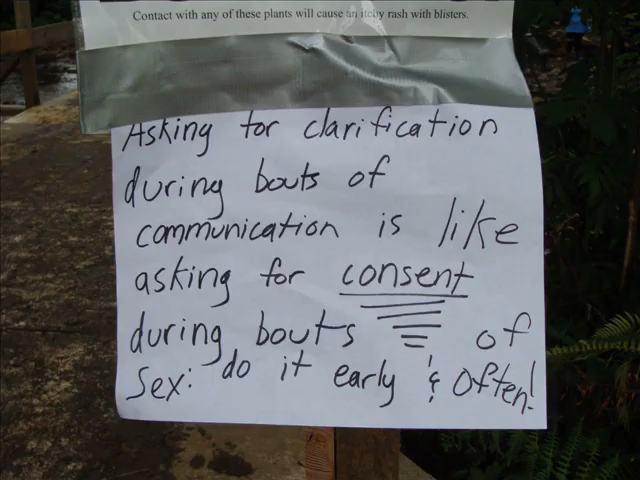 Contact with any of these plants will cause an itchy rash with blisters.
Asking for clarification
during bouts of
communication is like
asking for consent
during bouts of
sex: do it early & often!